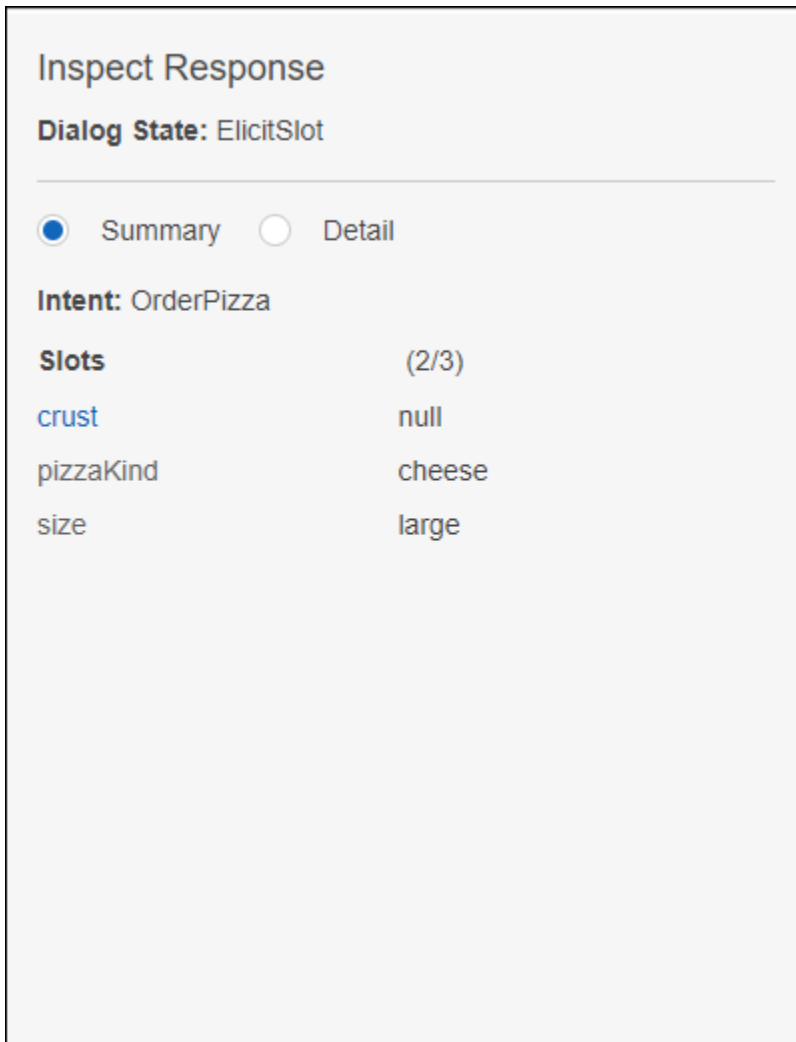 Inspect Response
Dialog State: ElicitSlot
Summary Detail
Intent: OrderPizza
Slots (2/3)
crust null
pizzaKind cheese
size large